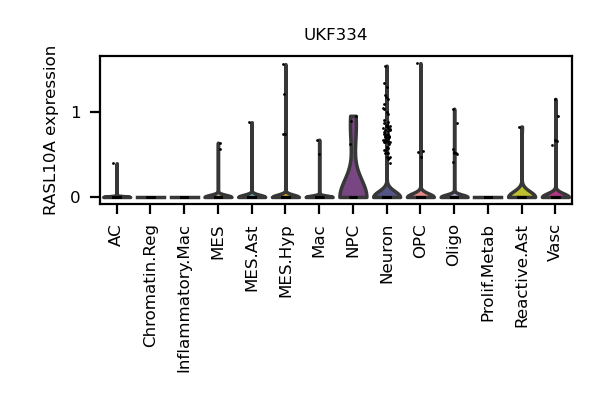 UKF334
RASL10A expression
1
0
AC
Chromatin.Reg
Inflammatory.Mac
MES
MES.Ast
MES.Hyp
Mac
NPC
Neuron
OPC
Oligo
Prolif.Metab
Reactive.Ast
Vasc